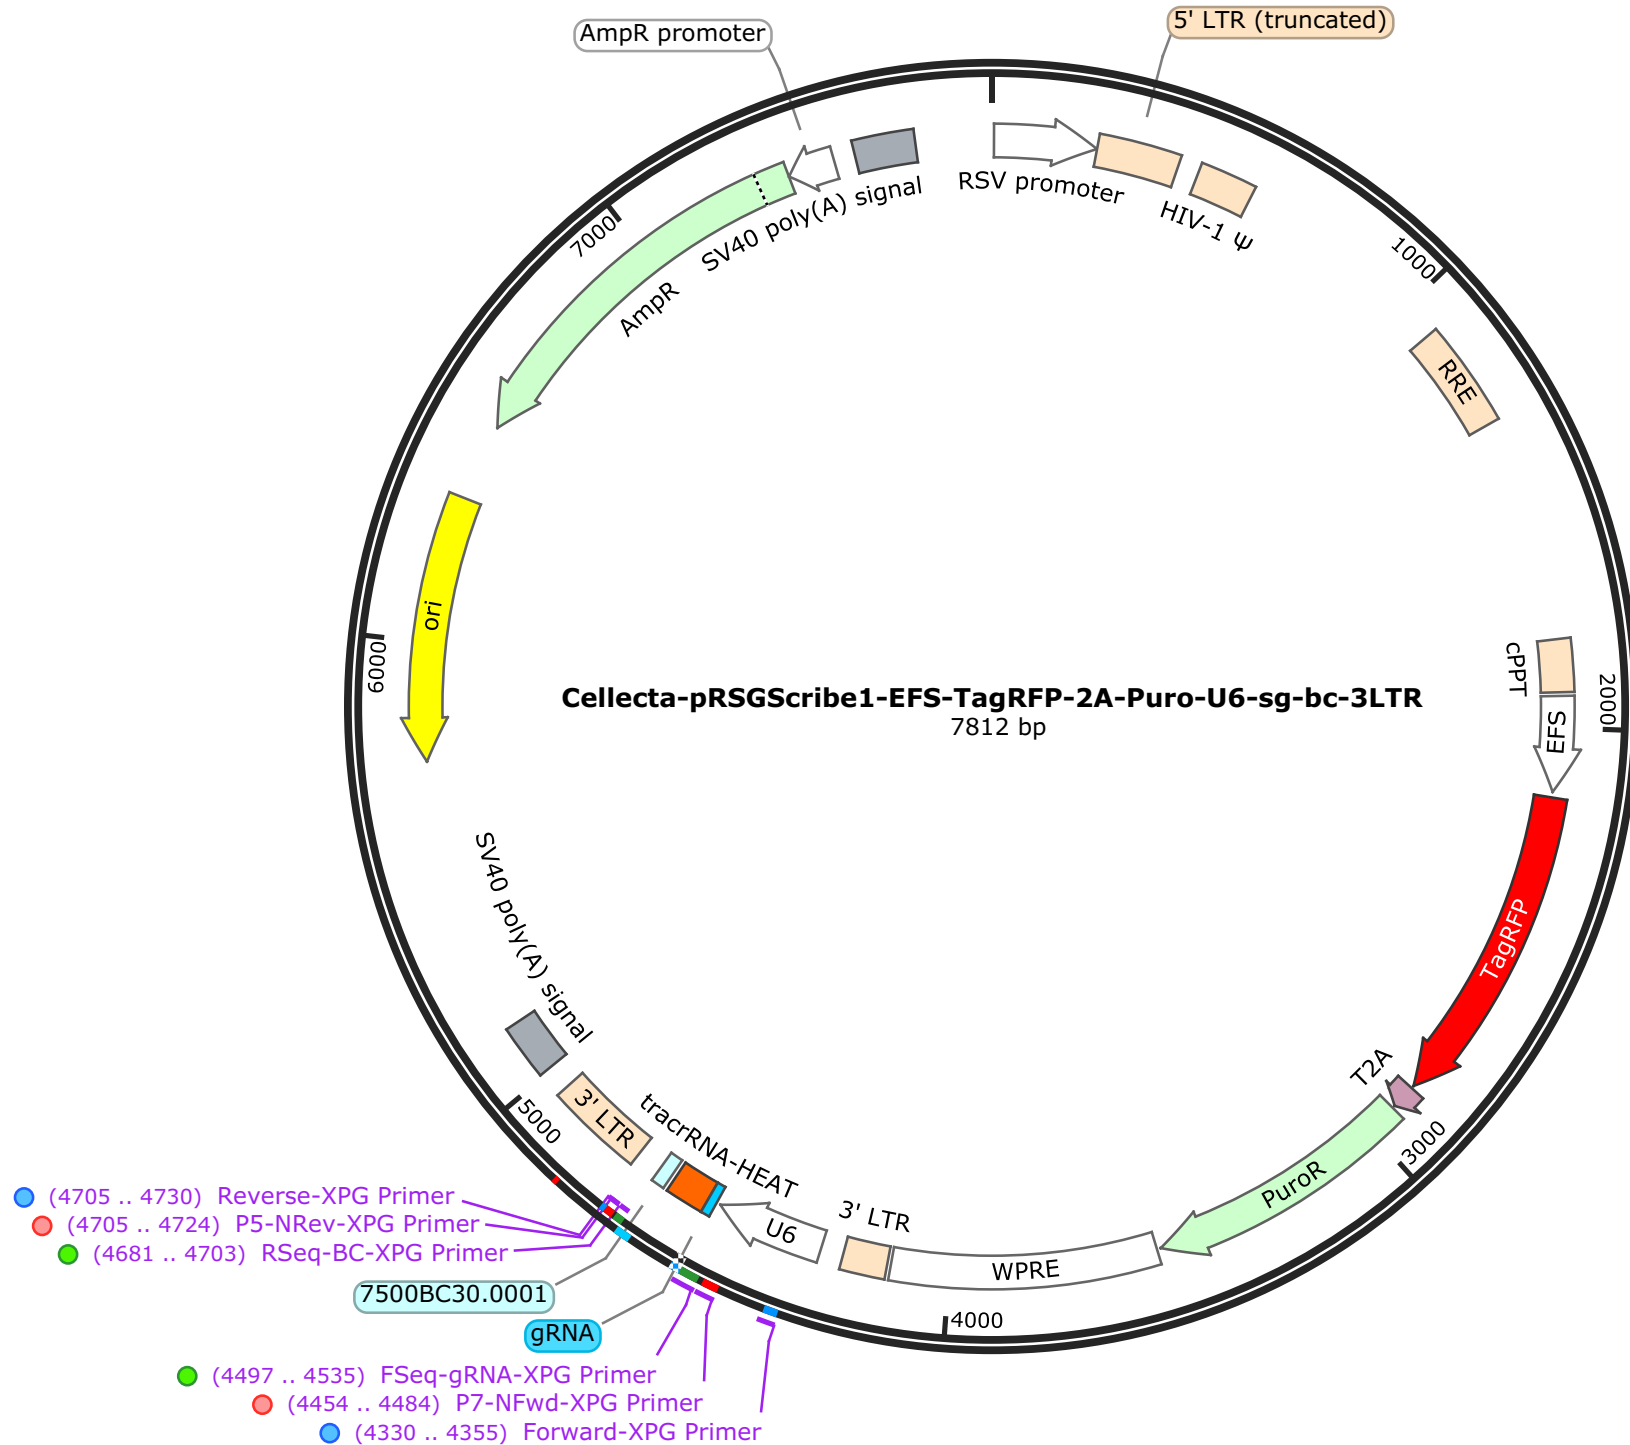 AmpR promoter
5' LTR (truncated)
RSV promoter
HIV-1 ψ
SV40 poly(A) signal
7000
1000
AmpR
RRE
ori
6000
cPPT
2000
EFS
Cellecta-pRSGScribe1-EFS-TagRFP-2A-Puro-U6-sg-bc-3LTR
7812 bp
TagRFP
SV40 poly(A) signal
T2A
3' LTR
5000
tracrRNA-HEAT
3000
PuroR
U6
3' LTR
WPRE
4000
(4705 .. 4730) Reverse-XPG Primer
(4705 .. 4724) P5-NRev-XPG Primer
(4681 .. 4703) RSeq-BC-XPG Primer
7500BC30.0001
gRNA
(4497 .. 4535) FSeq-gRNA-XPG Primer
(4454 .. 4484) P7-NFwd-XPG Primer
(4330 .. 4355) Forward-XPG Primer